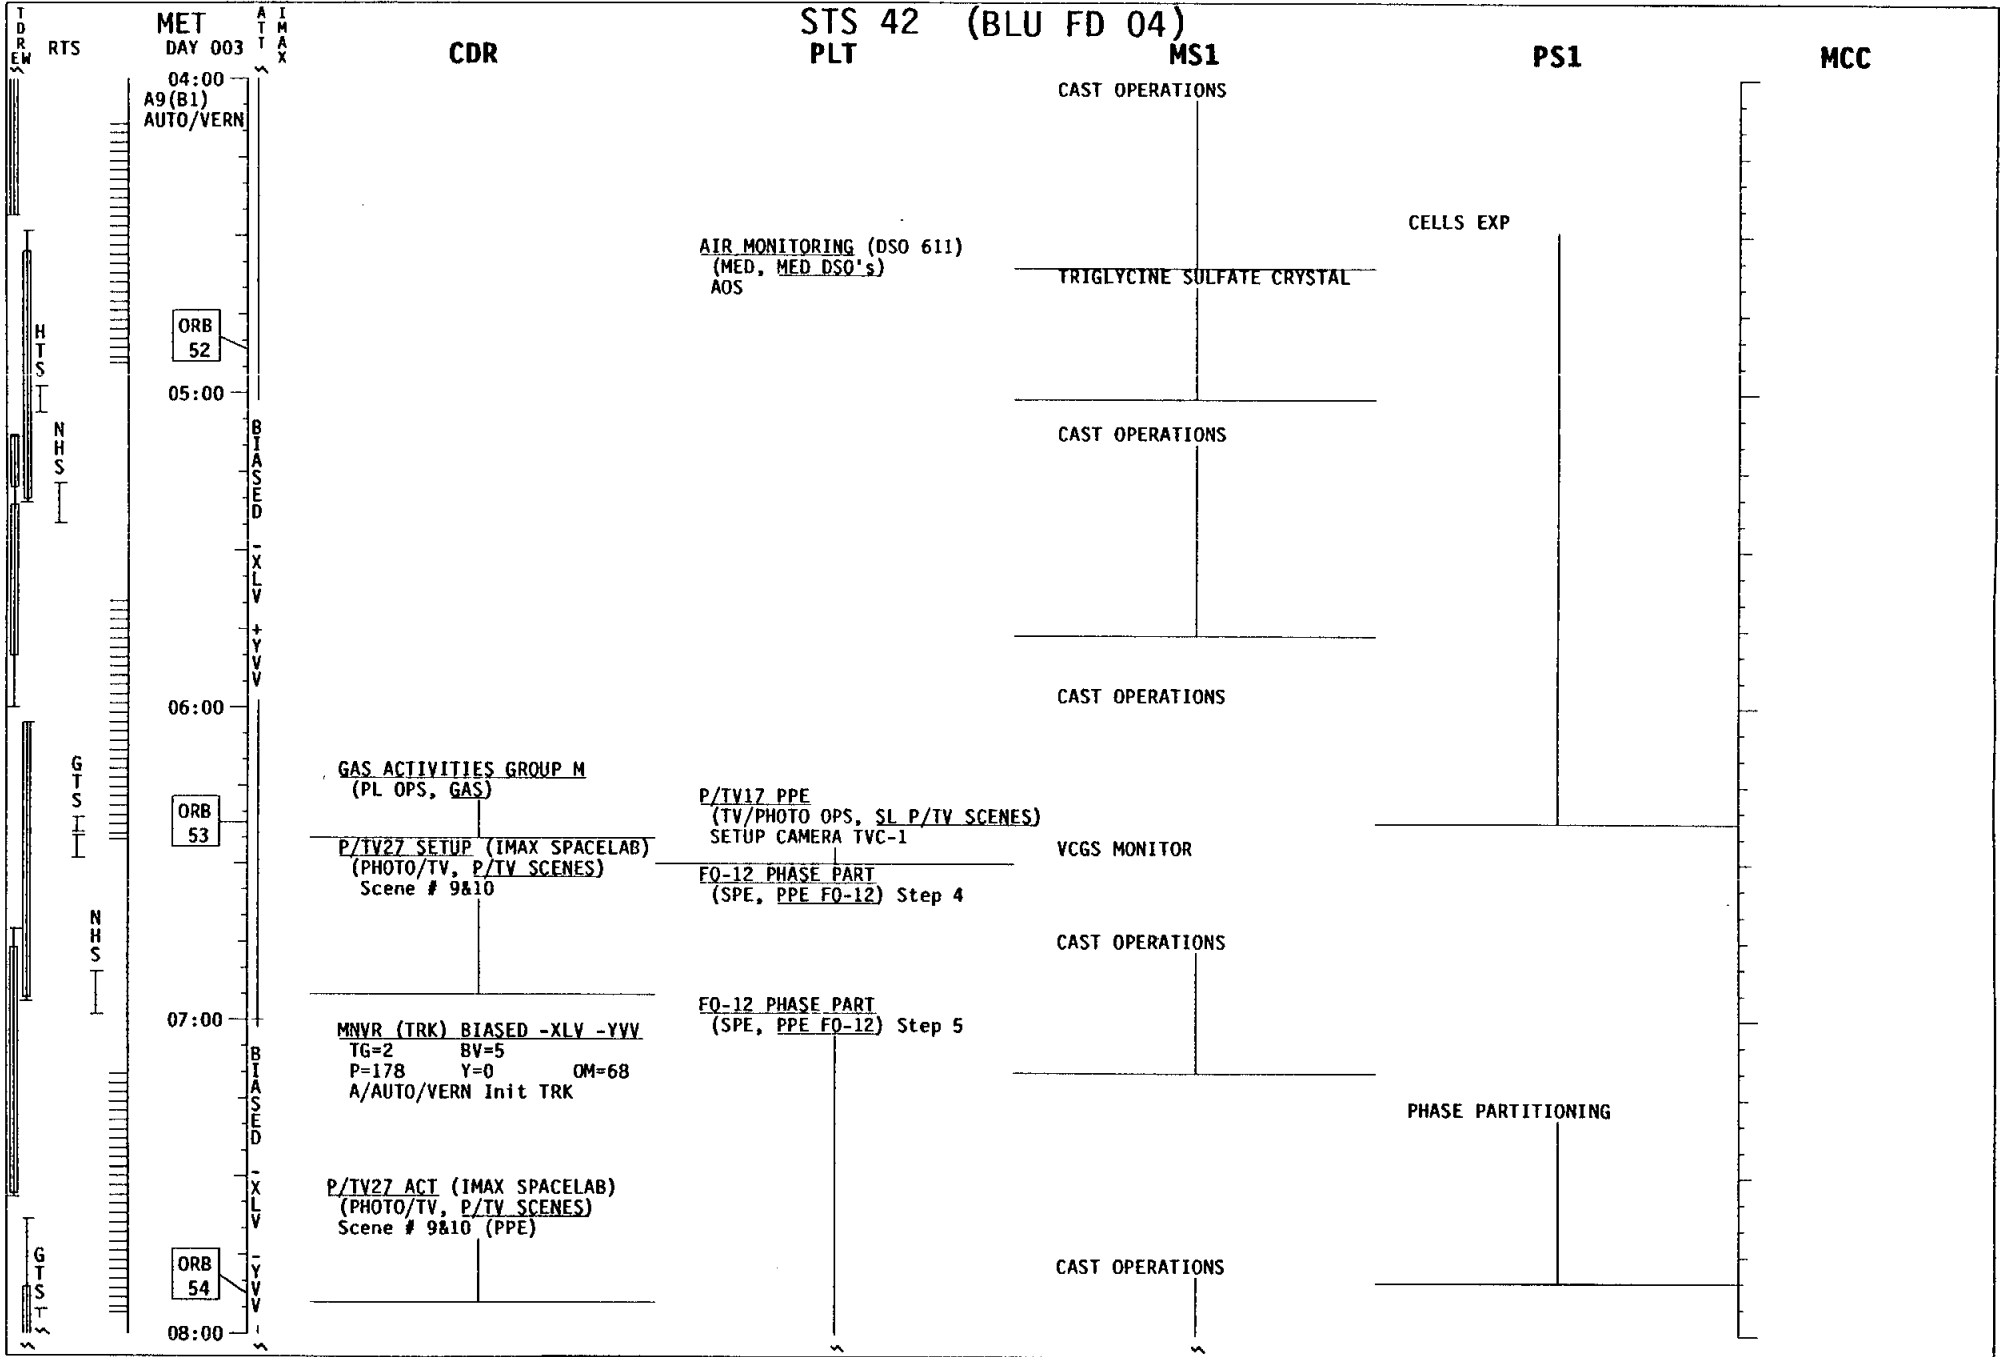 STS 42 (BLU FD 04)
TDRE W
RTS
MET
DAY 003
ATT
IMAX
CDR
PLT
MS1
PS1
MCC
04:00
A9(B1)
AUTO/VERN
HTS
ORB
52
05:00
NHS
BIASED -XLV +YVV
06:00
GTS
ORB
53
NHS
07:00
BIASED -XLV -YVV
GTS
ORB
54
08:00
GAS ACTIVITIES GROUP M
(PL OPS, GAS)
P/TV27 SETUP (IMAX SPACELAB)
(PHOTO/TV, P/TV SCENES)
Scene # 9&10
MNVR (TRK) BIASED -XLV -YVV
TG=2 BV=5
P=178 Y=0 OM=68
A/AUTO/VERN Init TRK
P/TV27 ACT (IMAX SPACELAB)
(PHOTO/TV, P/TV SCENES)
Scene # 9&10 (PPE)
AIR MONITORING (DSO 611)
(MED, MED DSO's)
AOS
P/TV17 PPE
(TV/PHOTO OPS, SL P/TV SCENES)
SETUP CAMERA TVC-1
FO-12 PHASE PART
(SPE, PPE FO-12) Step 4
FO-12 PHASE PART
(SPE, PPE FO-12) Step 5
CAST OPERATIONS
TRIGLYCINE SULFATE CRYSTAL
CAST OPERATIONS
CAST OPERATIONS
VCGS MONITOR
CAST OPERATIONS
CAST OPERATIONS
CELLS EXP
PHASE PARTITIONING